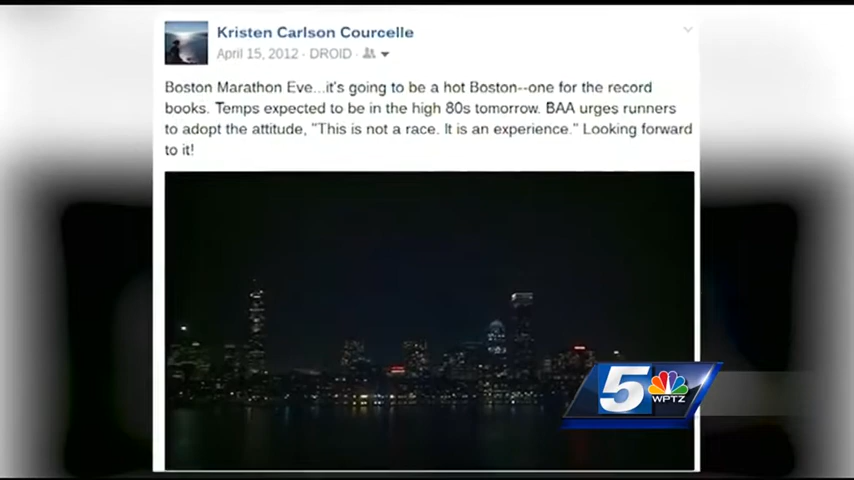 Kristen Carlson Courcelle
April 15, 2012 · DROID ·
Boston Marathon Eve...it's going to be a hot Boston--one for the record
books. Temps expected to be in the high 80s tomorrow. BAA urges runners
to adopt the attitude, "This is not a race. It is an experience." Looking forward
to it!
5
WPTZ